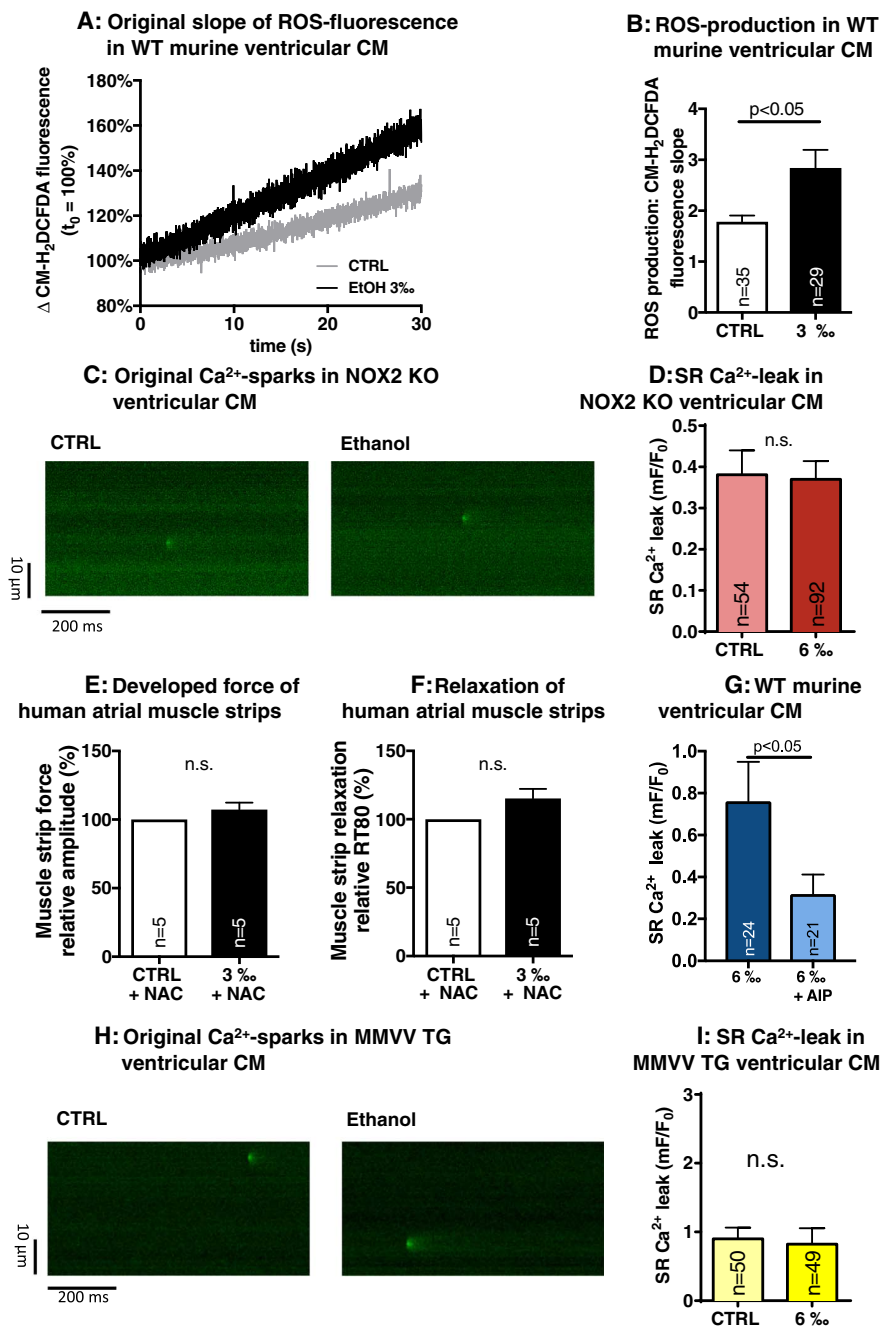 A: Original slope of ROS-fluorescence
in WT murine ventricular CM
Δ CM-H₂DCFDA fluorescence
(t₀ = 100%)
180%
160%
140%
120%
100%
80%
0
10
20
30
time (s)
CTRL
EtOH 3‰
B: ROS-production in WT
murine ventricular CM
ROS production: CM-H₂DCFDA
fluorescence slope
4
3
2
1
0
p<0.05
n=35
n=29
CTRL
3 ‰
C: Original Ca²⁺-sparks in NOX2 KO
ventricular CM
CTRL
Ethanol
10 µm
200 ms
D: SR Ca²⁺-leak in
NOX2 KO ventricular CM
SR Ca²⁺ leak (mF/F₀)
0.5
0.4
0.3
0.2
0.1
0.0
n.s.
n=54
n=92
CTRL
6 ‰
E: Developed force of
human atrial muscle strips
Muscle strip force
relative amplitude (%)
150
100
50
0
n.s.
n=5
n=5
CTRL
+ NAC
3 ‰
+ NAC
F: Relaxation of
human atrial muscle strips
Muscle strip relaxation
relative RT80 (%)
150
100
50
0
n.s.
n=5
n=5
CTRL
+ NAC
3 ‰
+ NAC
G: WT murine
ventricular CM
SR Ca²⁺ leak (mF/F₀)
1.0
0.8
0.6
0.4
0.2
0.0
p<0.05
n=24
n=21
6 ‰
6 ‰
+ AIP
H: Original Ca²⁺-sparks in MMVV TG
ventricular CM
CTRL
Ethanol
10 µm
200 ms
I: SR Ca²⁺-leak in
MMVV TG ventricular CM
SR Ca²⁺ leak (mF/F₀)
3
2
1
0
n.s.
n=50
n=49
CTRL
6 ‰